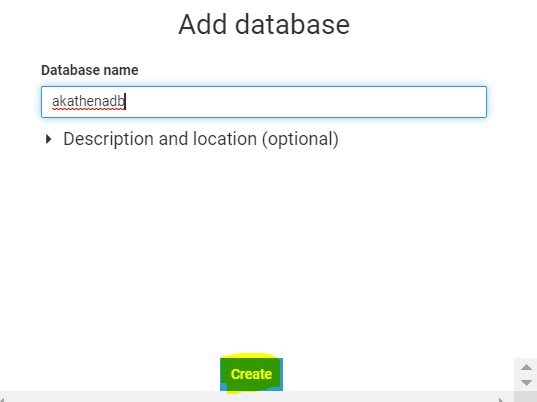 Add database
Database name
akathenadb
Description and location (optional)
Create